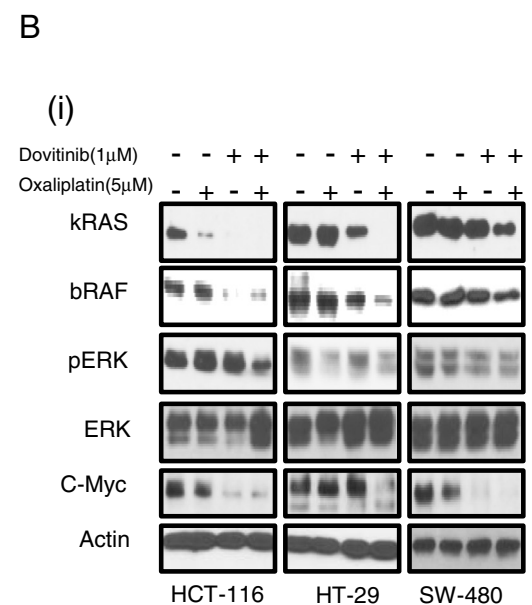 B
(i)
Dovitinib(1μM) - - + + - - + + - - + +
Oxaliplatin(5μM) - + - + - + - + - + - +
kRAS
bRAF
pERK
ERK
C-Myc
Actin
HCT-116 HT-29 SW-480